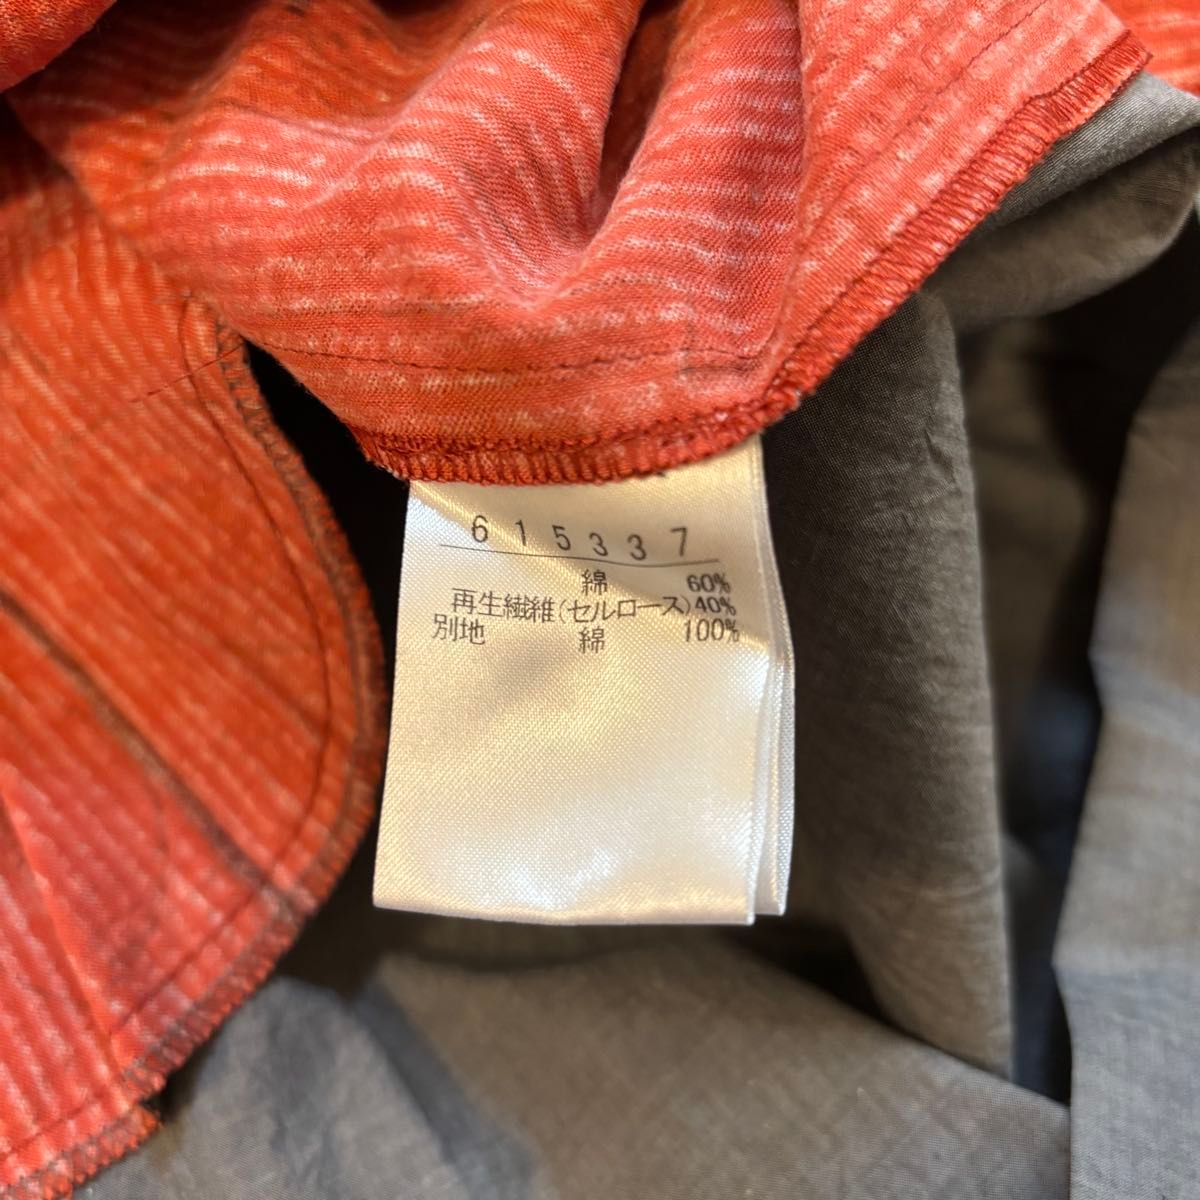 615337
綿 60%
再生繊維(セルロース)40%
別地 綿 100%